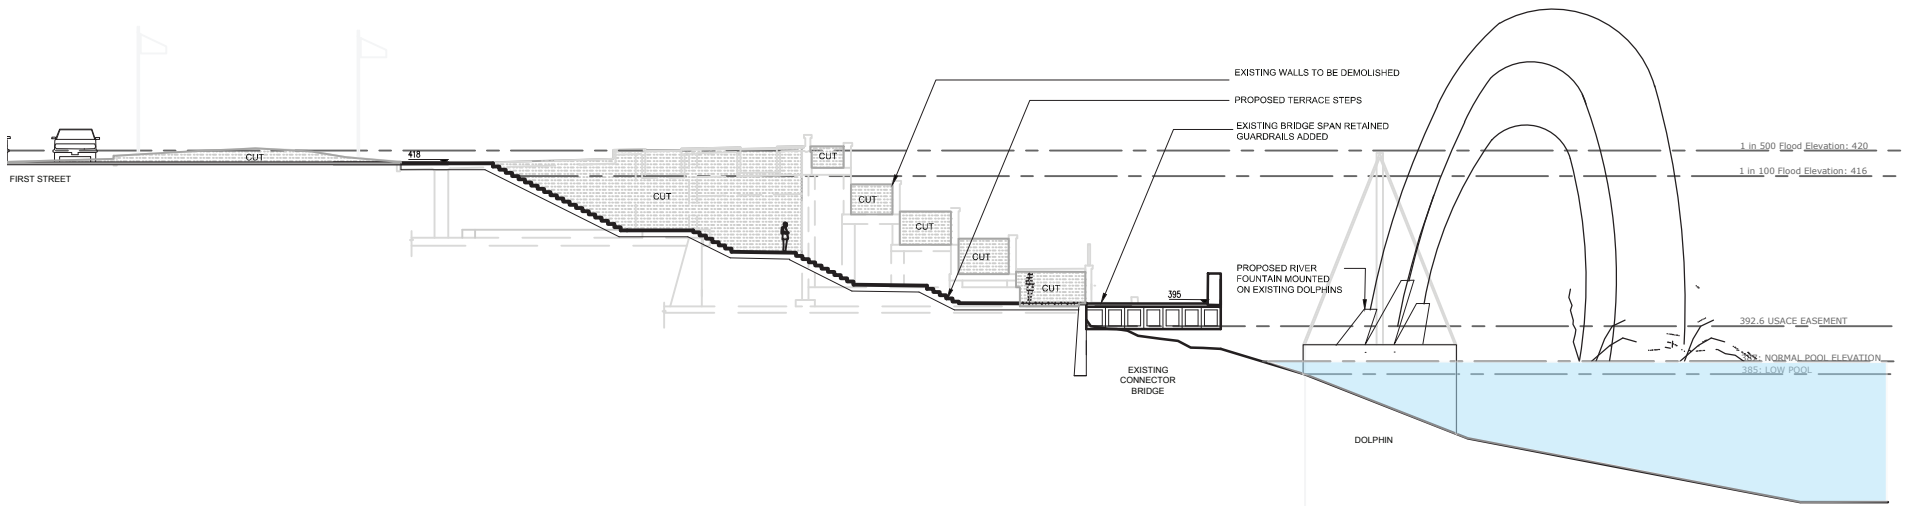 EXISTING WALLS TO BE DEMOLISHED
PROPOSED TERRACE STEPS
EXISTING BRIDGE SPAN RETAINED
GUARDRAILS ADDED
1 in 500 Flood Elevation: 420
418
CUT
CUT
FIRST STREET
1 in 100 Flood Elevation: 416
CUT
CUT
CUT
CUT
CUT
PROPOSED RIVER
FOUNTAIN MOUNTED
ON EXISTING DOLPHINS
395
392.6 USACE EASEMENT
NORMAL POOL ELEVATION
385: LOW POOL
EXISTING
CONNECTOR
BRIDGE
DOLPHIN